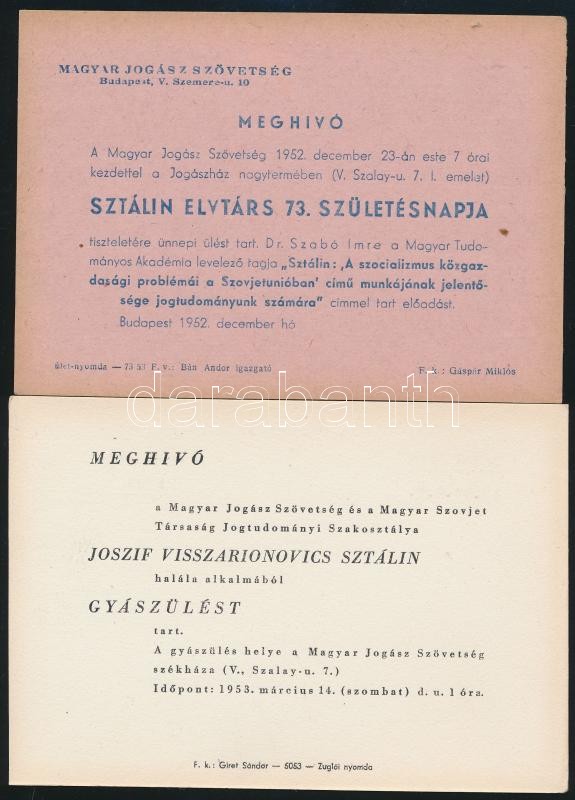 MAGYAR JOGÁSZ SZÖVETSÉG
Budapest, V. Szemere-u. 10
MEGHIVÓ
A Magyar Jogász Szövetség 1952. december 23-án este 7 órai
kezdettel a Jogászház nagytermében (V. Szalay-u. 7. I. emelet)
SZTÁLIN ELVTÁRS 73. SZÜLETÉSNAPJA
tiszteletére ünnepi ülést tart. Dr. Szabó Imre a Magyar Tudo-
mányos Akadémia levelező tagja „Sztálin: ‚A szocializmus közgaz-
dasági problémái a Szovjetunióban' című munkájának jelentő-
sége jogtudományunk számára" címmel tart előadást.
Budapest 1952. december hó
élet-nyomda — 73 53 F. v.: Bán Andor igazgató F. k.: Gáspár Miklós
darabanth
MEGHIVÓ
a Magyar Jogász Szövetség és a Magyar Szovjet
Társaság Jogtudományi Szakosztálya
JOSZIF VISSZARIONOVICS SZTÁLIN
halála alkalmából
GYÁSZÜLÉST
tart.
A gyászülés helye a Magyar Jogász Szövetség
székháza (V., Szalay-u. 7.)
Időpont: 1953. március 14. (szombat) d. u. 1 óra.
F. k.: Giret Sándor — 5053 — Zuglói nyomda